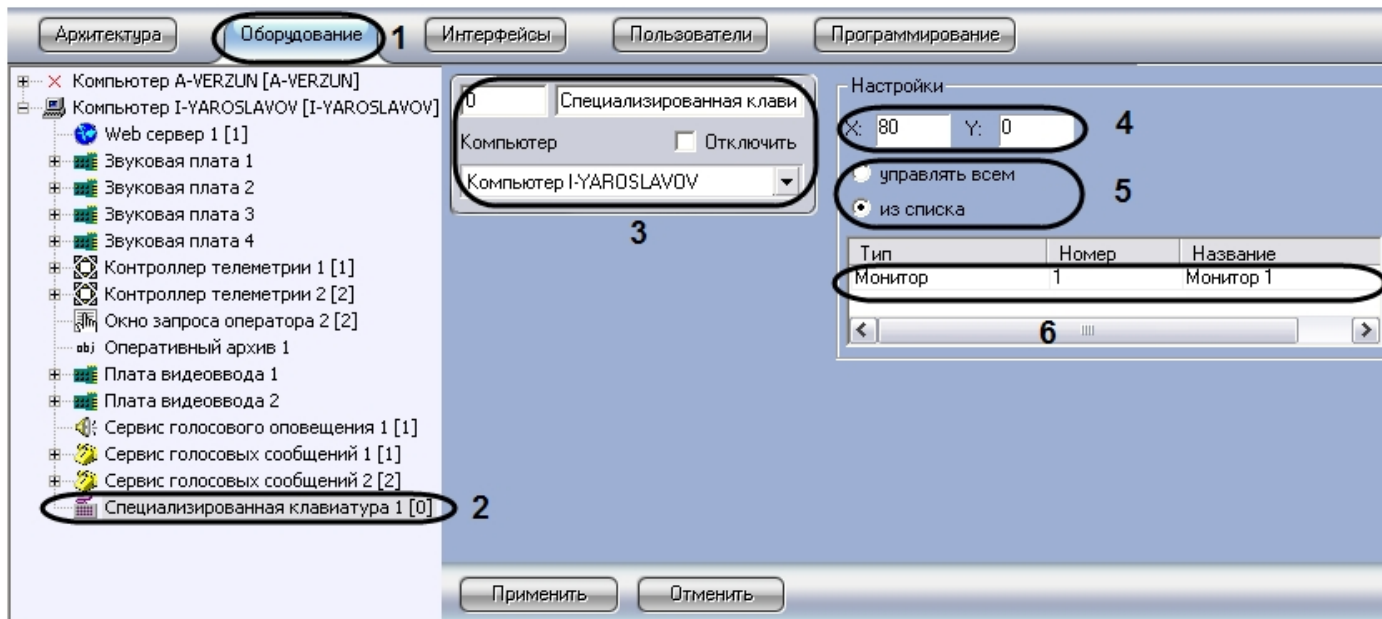 Архитектура
Оборудование
1
Интерфейсы
Пользователи
Программирование
Компьютер A-VERZUN [A-VERZUN]
Компьютер I-YAROSLAVOV [I-YAROSLAVOV]
Web сервер 1 [1]
Звуковая плата 1
Звуковая плата 2
Звуковая плата 3
Звуковая плата 4
Контроллер телеметрии 1 [1]
Контроллер телеметрии 2 [2]
Окно запроса оператора 2 [2]
obj Оперативный архив 1
Плата видеоввода 1
Плата видеоввода 2
Сервис голосового оповещения 1 [1]
Сервис голосовых сообщений 1 [1]
Сервис голосовых сообщений 2 [2]
Специализированная клавиатура 1 [0]
2
0
Специализированная клави
Компьютер
Отключить
Компьютер I-YAROSLAVOV
3
Настройки
X: 80 Y: 0
4
управлять всем
из списка
5
Тип Номер Название
Монитор 1 Монитор 1
6
Применить
Отменить